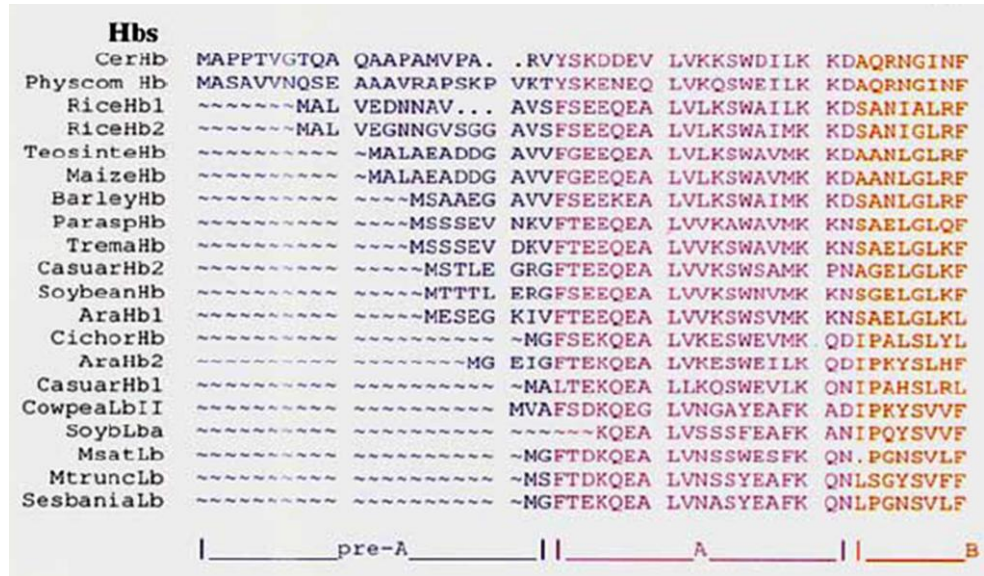 Hbs
CerHb MAPPTVGTQA QAAPAMVPA. .RVYSKDDEV LVKKSWDILK KDAQRNGINF
Physcom Hb MASAVVNQSE AAAVRAPSKP VKTYSKENEQ LVKQSWEILK KDAQRNGINF
RiceHb1 ~~~~~~~MAL VEDNNAV... AVSFSEEQEA LVLKSWAILK KDSANIALRF
RiceHb2 ~~~~~~~MAL VEGNNGVSGG AVSFSEEQEA LVLKSWAIMK KDSANIGLRF
TeosinteHb ~~~~~~~~~~ ~MALAEADDG AVVFGEEQEA LVLKSWAVMK KDAANLGLRF
MaizeHb ~~~~~~~~~~ ~MALAEADDG AVVFGEEQEA LVLKSWAVMK KDAANLGLRF
BarleyHb ~~~~~~~~~~ ~~~~MSAAEG AVVFSEEKEA LVLKSWAIMK KDSANLGLRF
ParaspHb ~~~~~~~~~~ ~~~~MSSSEV NKVFTEEQEA LVVKAWAVMK KNSAELGLQF
TremaHb ~~~~~~~~~~ ~~~~MSSSEV DKVFTEEQEA LVVKSWAVMK KNSAELGLKF
CasuarHb2 ~~~~~~~~~~ ~~~~~MSTLE GRGFTEEQEA LVVKSWSAMK PNAGELGLKF
SoybeanHb ~~~~~~~~~~ ~~~~~MTTTL ERGFSEEQEA LVVKSWNVMK KNSGELGLKF
AraHb1 ~~~~~~~~~~ ~~~~~MESEG KIVFTEEQEA LVVKSWSVMK KNSAELGLKL
CichorHb ~~~~~~~~~~ ~~~~~~~~~~ ~MGFSEKQEA LVKESWEVMK QDIPALSLYL
AraHb2 ~~~~~~~~~~ ~~~~~~~~MG EIGFTEKQEA LVKESWEILK QDIPKYSLHF
CasuarHb1 ~~~~~~~~~~ ~~~~~~~~~~ ~MALTEKQEA LLKQSWEVLK QNIPAHSLRL
CowpeaLbII ~~~~~~~~~~ ~~~~~~~~~~ MVAFSDKQEG LVNGAYEAFK ADIPKYSVVF
SoybLba ~~~~~~~~~~ ~~~~~~~~~~ ~~~~~~KQEA LVSSSFEAFK ANIPQYSVVF
MsatLb ~~~~~~~~~~ ~~~~~~~~~~ ~MGFTDKQEA LVNSSWESFK QN.PGNSVLF
MtruncLb ~~~~~~~~~~ ~~~~~~~~~~ ~MSFTDKQEA LVNSSYEAFK QNLSGYSVFF
SesbaniaLb ~~~~~~~~~~ ~~~~~~~~~~ ~MGFTEKQEA LVNASYEAFK QNLPGNSVLF
|________pre-A________||________A________||______B